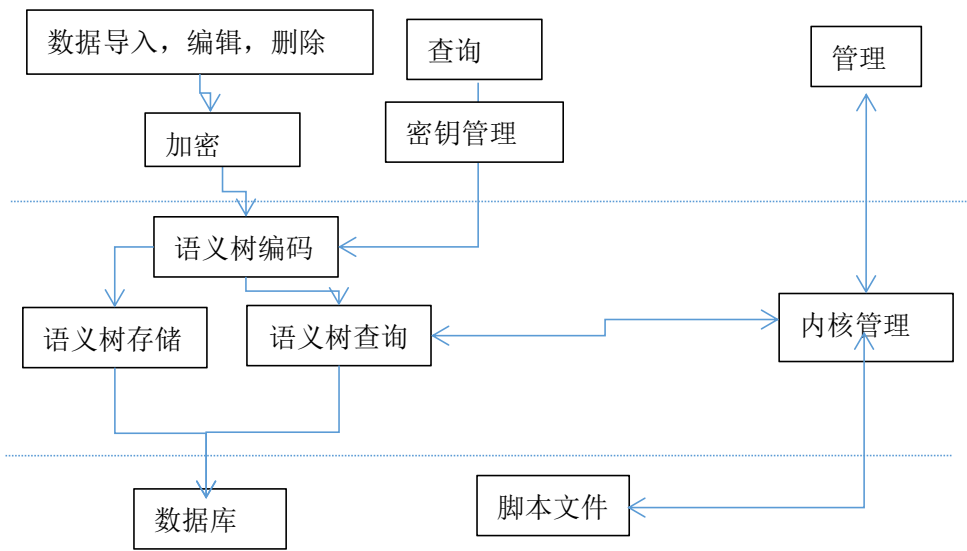 数据导入，编辑，删除
查询
管理
加密
密钥管理
语义树编码
语义树存储
语义树查询
内核管理
数据库
脚本文件